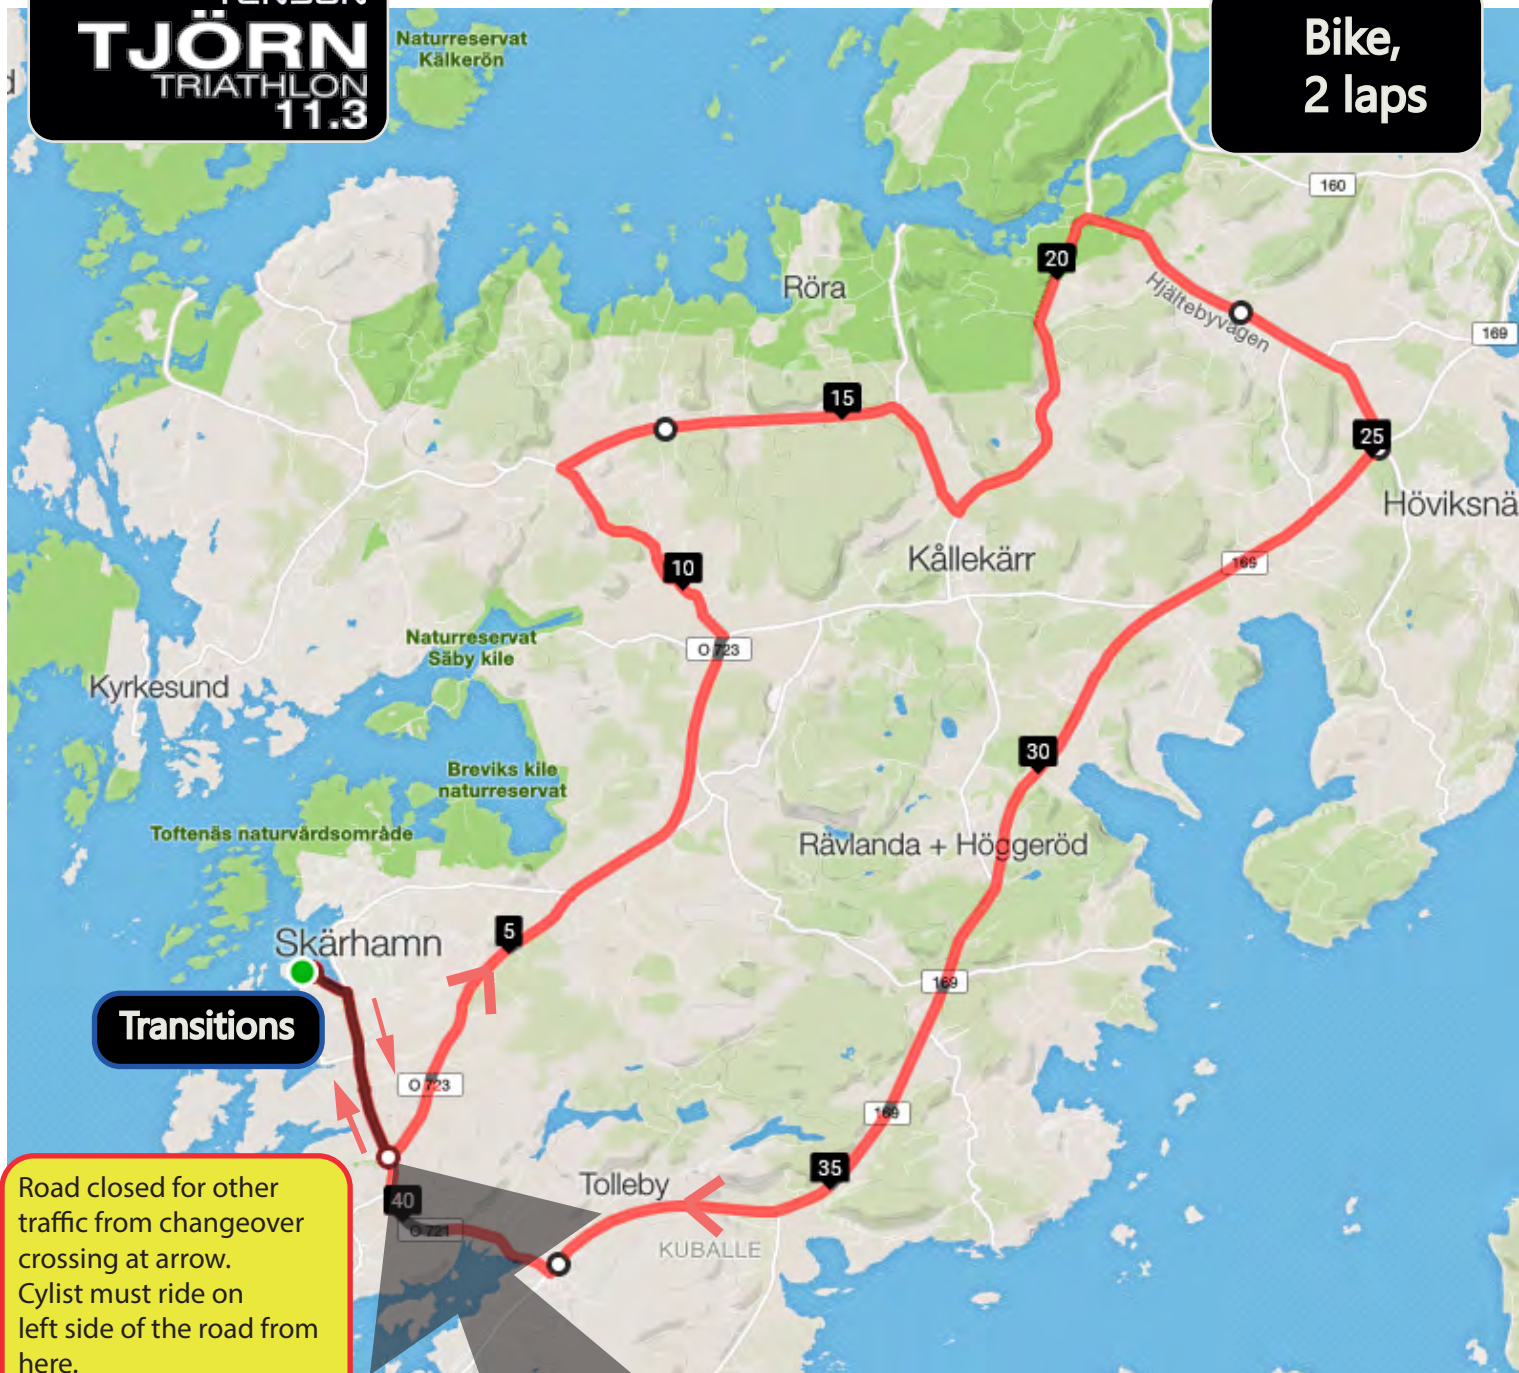 TENSON
TJÖRN
TRIATHLON
11.3
Bike,
2 laps
Naturreservat
Kälkerön
160
20
Röra
Hjältebyvägen
169
15
25
Höviksnä
Kållekärr
169
10
O 723
Naturreservat
Säby kile
Kyrkesund
30
Breviks kile
naturreservat
Toftenäs naturvårdsområde
Rävlanda + Höggeröd
5
Skärhamn
169
Transitions
O 723
169
35
Tolleby
40
O 721
KUBALLE
Road closed for other
traffic from changeover
crossing at arrow.
Cylist must ride on
left side of the road from
here.